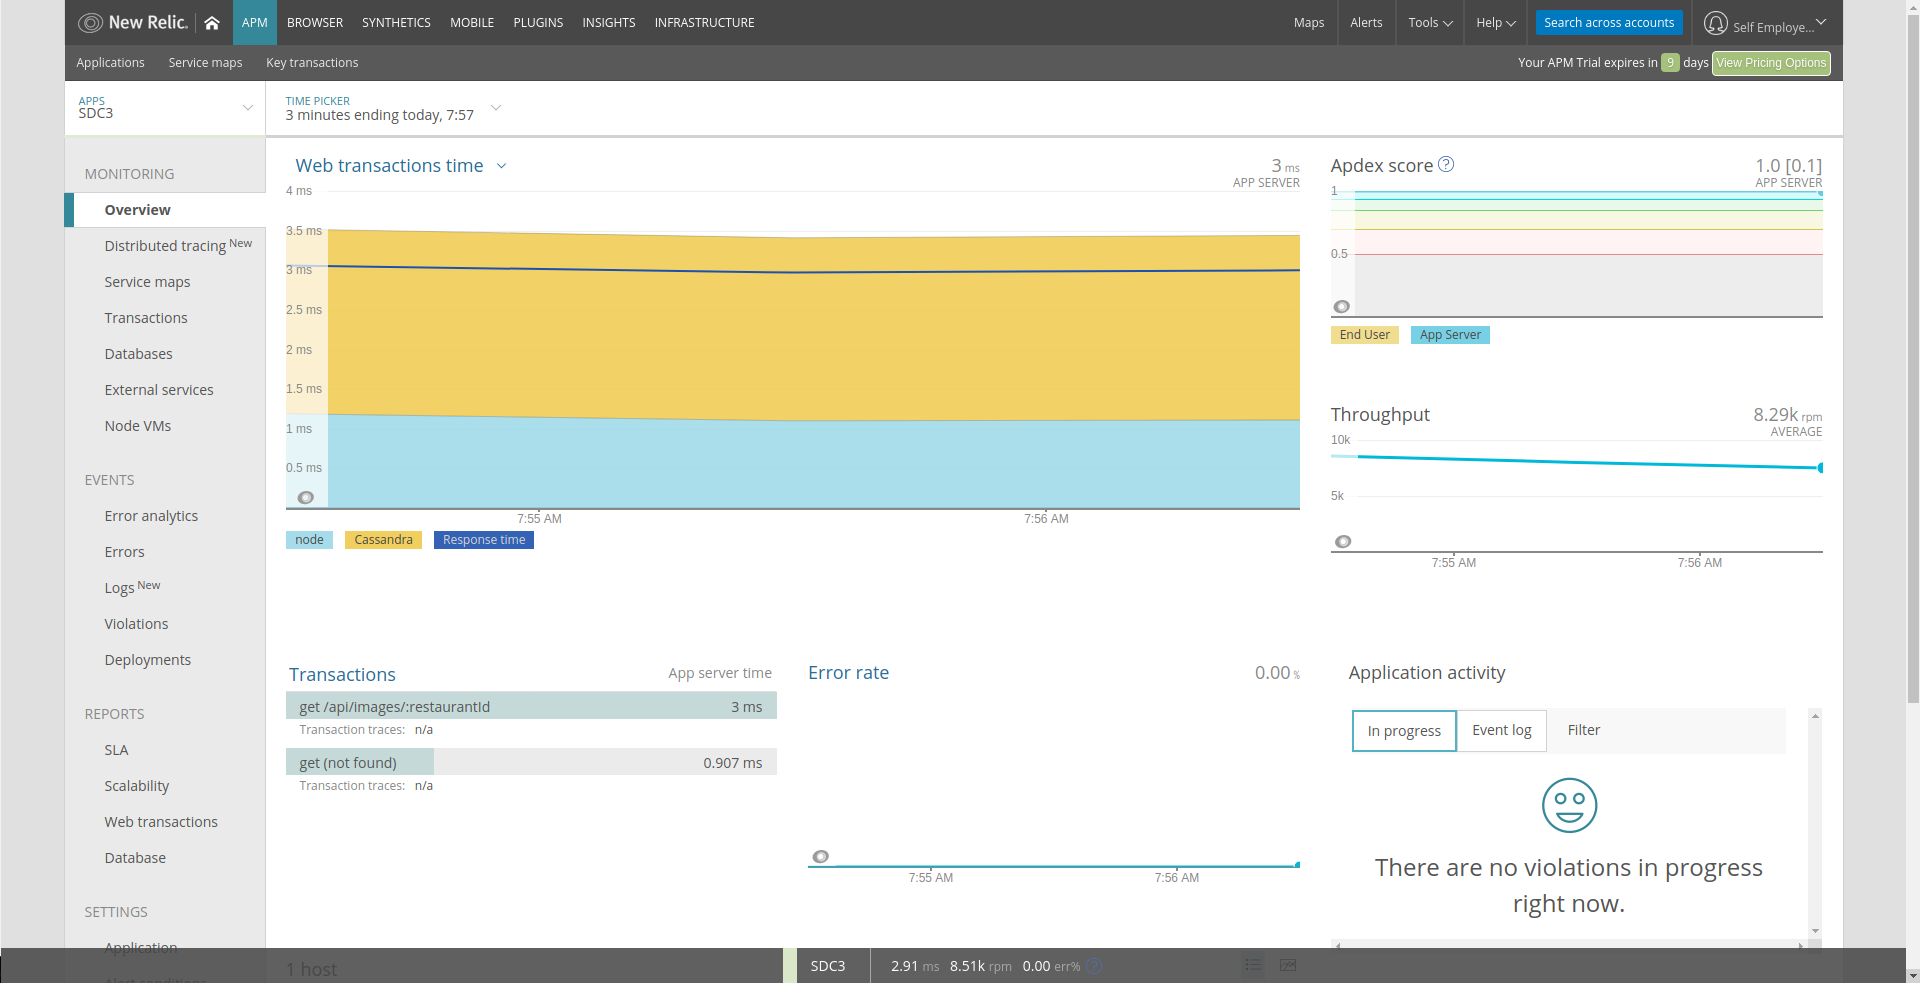 New Relic.
APM BROWSER SYNTHETICS MOBILE PLUGINS INSIGHTS INFRASTRUCTURE
Maps Alerts Tools Help Search across accounts Self Employe...
Applications Service maps Key transactions
Your APM Trial expires in 9 days View Pricing Options
APPS
SDC3
TIME PICKER
3 minutes ending today, 7:57
MONITORING
Overview
Distributed tracing New
Service maps
Transactions
Databases
External services
Node VMs
EVENTS
Error analytics
Errors
Logs New
Violations
Deployments
REPORTS
SLA
Scalability
Web transactions
Database
SETTINGS
Application
Alert conditions
Web transactions time
3 ms
APP SERVER
4 ms
3.5 ms
3 ms
2.5 ms
2 ms
1.5 ms
1 ms
0.5 ms
7:55 AM 7:56 AM
node Cassandra Response time
Apdex score ?
1.0 [0.1]
APP SERVER
1
0.5
End User App Server
Throughput
8.29k rpm
AVERAGE
10k
5k
7:55 AM 7:56 AM
Transactions App server time
get /api/images/:restaurantId 3 ms
Transaction traces: n/a
get (not found) 0.907 ms
Transaction traces: n/a
Error rate 0.00 %
7:55 AM 7:56 AM
Application activity
In progress Event log Filter
There are no violations in progress
right now.
1 host
SDC3 2.91 ms 8.51k rpm 0.00 err% ?